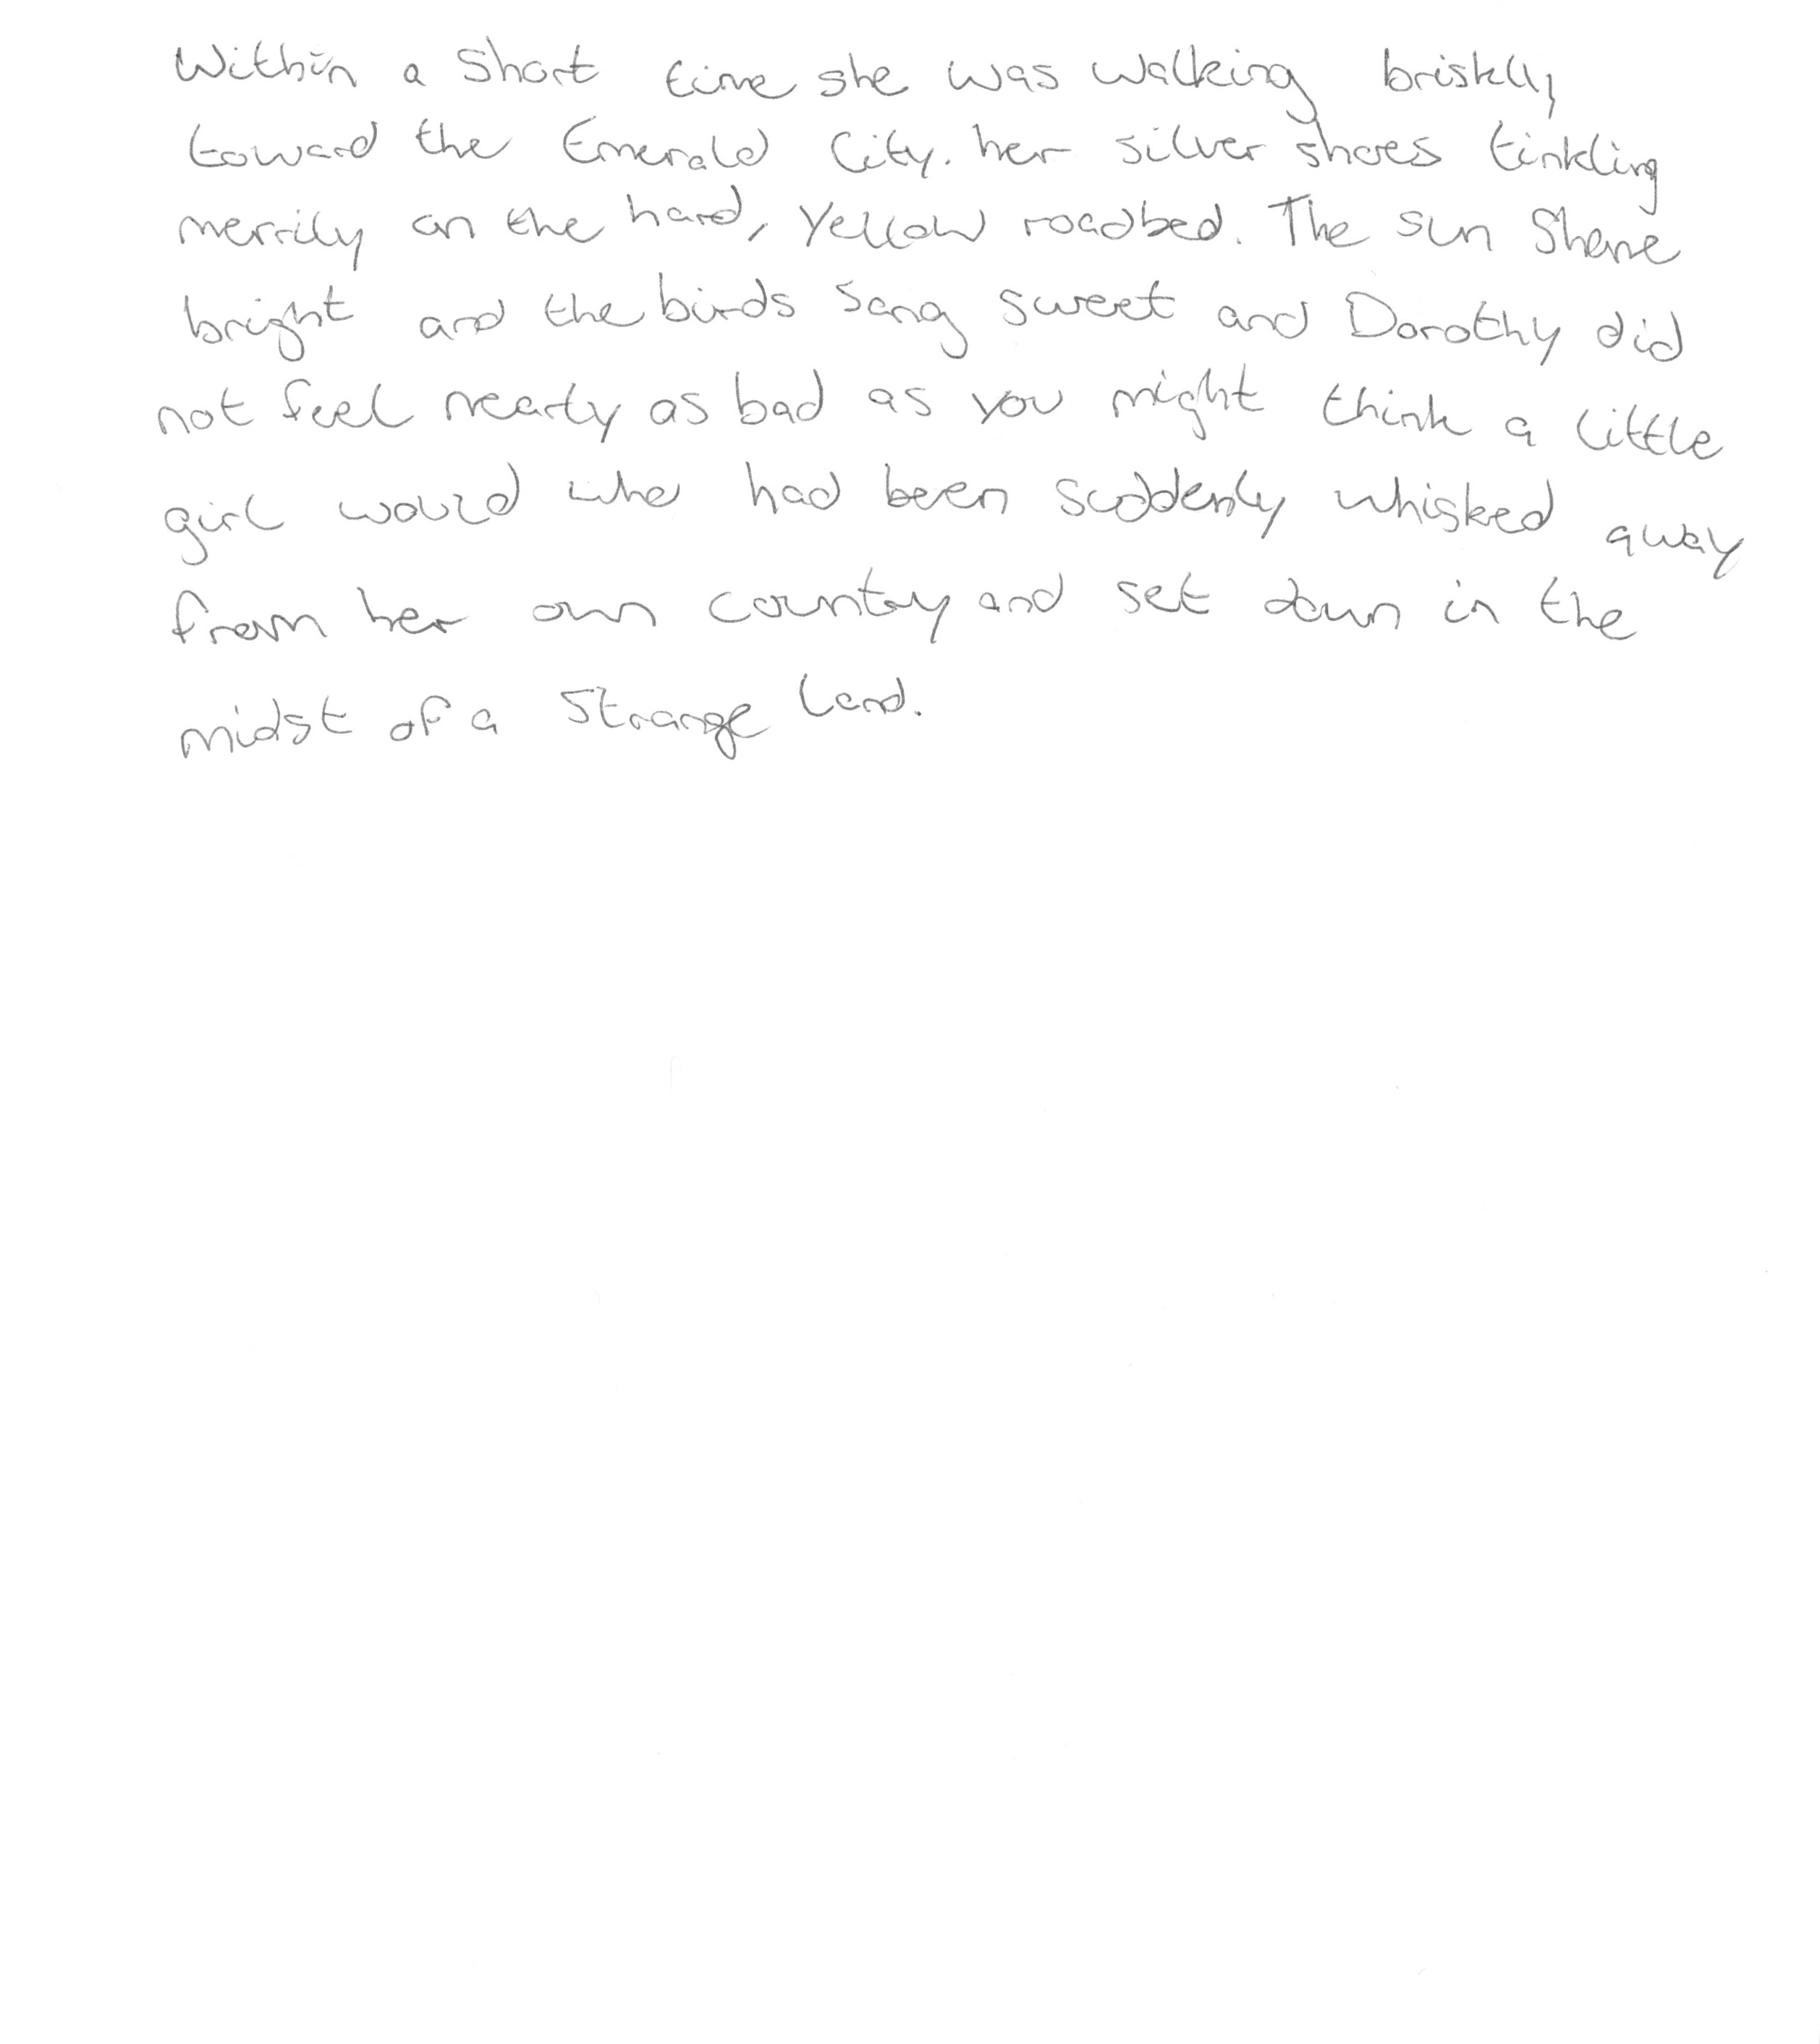 Within a Short time she was walking briskly
toward the Emerald City. her silver shoes tinkling
merrily on the hard, yellow roadbed. The sun Shone
bright and the birds sang sweet and Dorothy did
not feel nearly as bad as you might think a little
girl would who had been suddenly whisked away
from her own country and set down in the
midst of a Strange land.